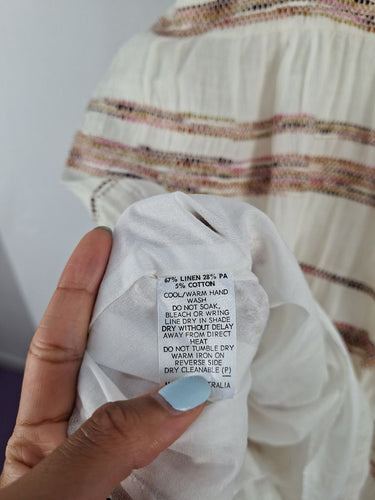 67% LINEN 28% PA
5% COTTON
COOL/WARM HAND
WASH
DO NOT SOAK,
BLEACH OR WRING
LINE DRY IN SHADE
DRY WITHOUT DELAY
AWAY FROM DIRECT
HEAT
DO NOT TUMBLE DRY
WARM IRON ON
REVERSE SIDE
DRY CLEANABLE (P)